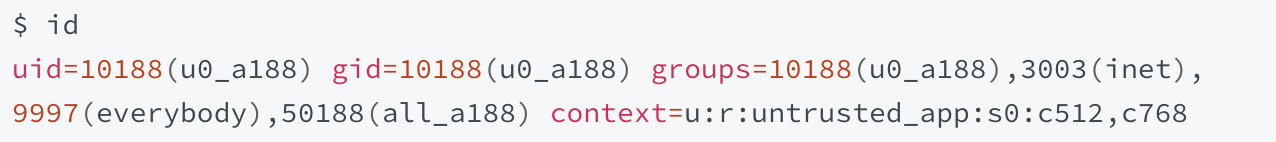 $ id
uid=10188(u0_a188) gid=10188(u0_a188) groups=10188(u0_a188),3003(inet),
9997(everybody),50188(all_a188) context=u:r:untrusted_app:s0:c512,c768